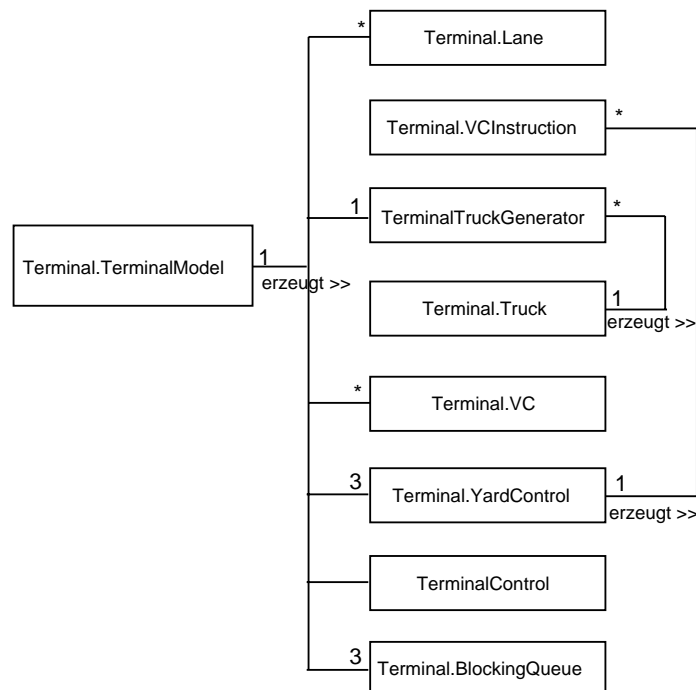 *
Terminal.Lane
Terminal.VCInstruction
*
1
TerminalTruckGenerator
*
Terminal.TerminalModel
1
erzeugt >>
Terminal.Truck
1
erzeugt >>
*
Terminal.VC
3
Terminal.YardControl
1
erzeugt >>
TerminalControl
3
Terminal.BlockingQueue